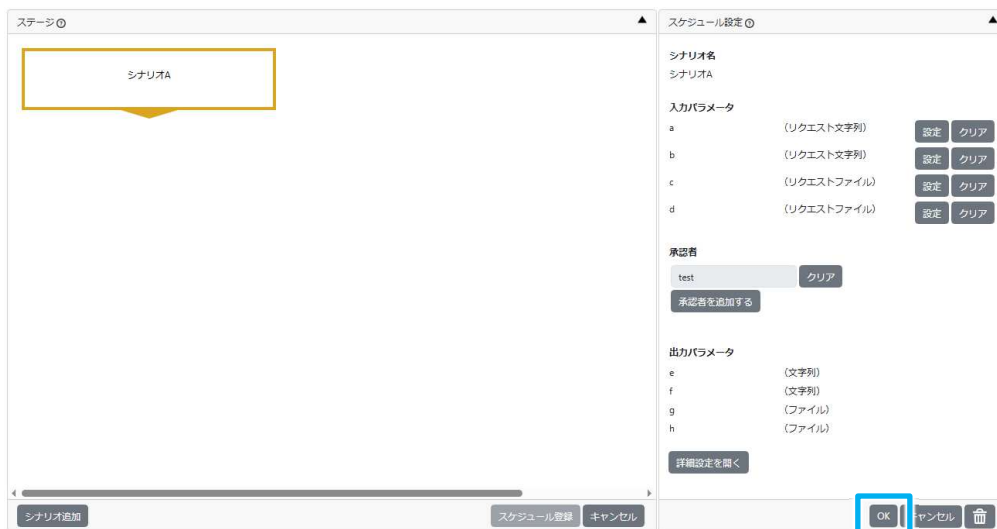 ステージ
シナリオA
シナリオ追加
スケジュール登録 キャンセル
スケジュール設定
シナリオ名
シナリオA
入力パラメータ
a （リクエスト文字列） 設定 クリア
b （リクエスト文字列） 設定 クリア
c （リクエストファイル） 設定 クリア
d （リクエストファイル） 設定 クリア
承認者
test クリア
承認者を追加する
出力パラメータ
e （文字列）
f （文字列）
g （ファイル）
h （ファイル）
詳細設定を開く
OK キャンセル